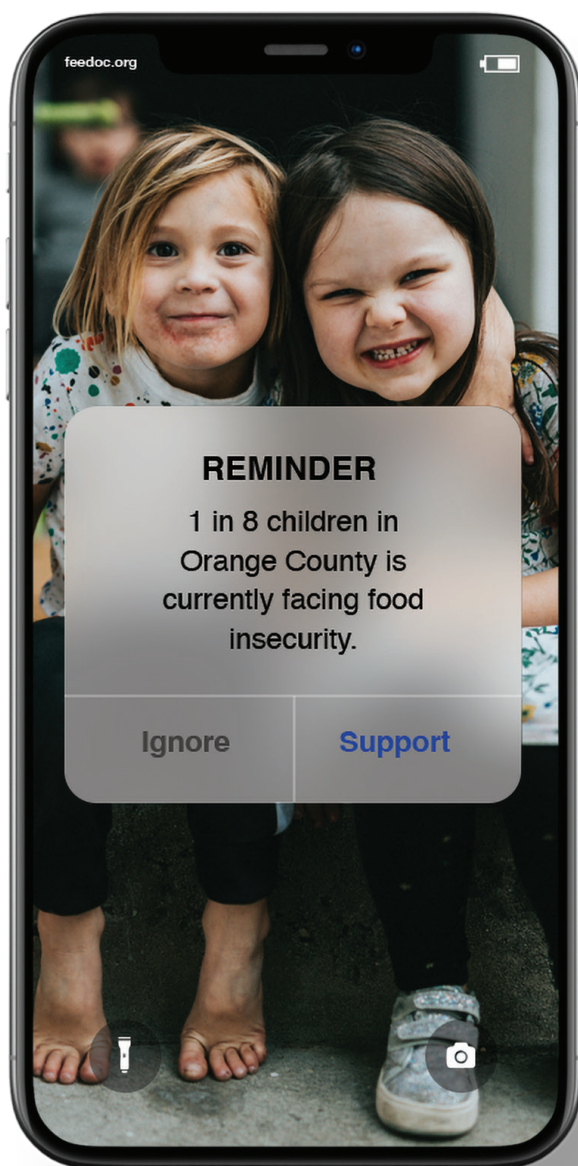 feedoc.org
REMINDER
1 in 8 children in
Orange County is
currently facing food
insecurity.
Ignore
Support